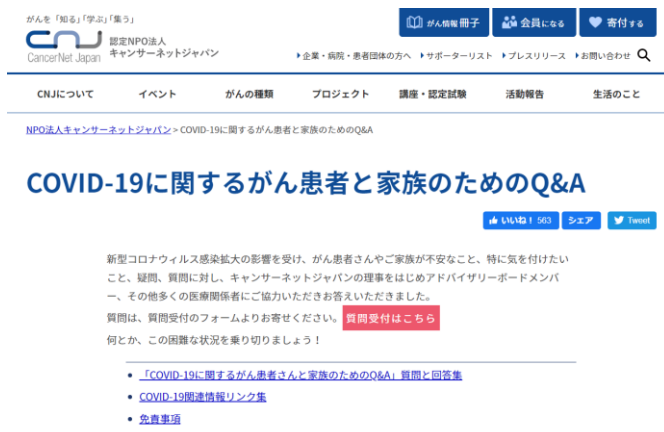 がんを「知る」「学ぶ」「集う」
CancerNet Japan
認定NPO法人
キャンサーネットジャパン
がん情報 冊子
会員になる
寄付する
企業・病院・患者団体の方へ
サポーターリスト
プレスリリース
お問い合わせ
CNJについて
イベント
がんの種類
プロジェクト
講座・認定試験
活動報告
生活のこと
NPO法人キャンサーネットジャパン > COVID-19に関するがん患者と家族のためのQ&A
COVID-19に関するがん患者と家族のためのQ&A
いいね! 563
シェア
Tweet
新型コロナウィルス感染拡大の影響を受け、がん患者さんやご家族が不安なこと、特に気を付けたい
こと、疑問、質問に対し、キャンサーネットジャパンの理事をはじめアドバイザリーボードメンバ
ー、その他多くの医療関係者にご協力いただきお答えいただきました。
質問は、質問受付のフォームよりお寄せください。 質問受付はこちら
何とか、この困難な状況を乗り切りましょう！
「COVID-19に関するがん患者さんと家族のためのQ&A」質問と回答集
COVID-19関連情報リンク集
免責事項